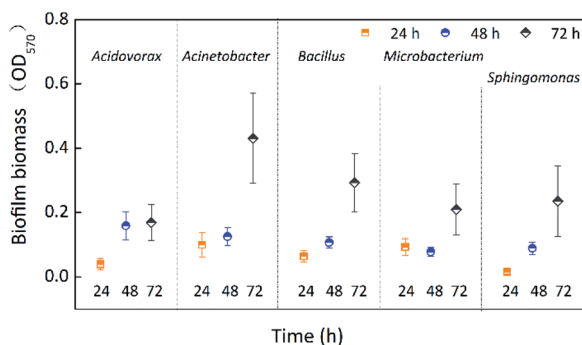 24 h 48 h 72 h
Acidovorax Acinetobacter Bacillus Microbacterium
Sphingomonas
Biofilm biomass (OD570)
0.8
0.6
0.4
0.2
0.0
24 48 72 24 48 72 24 48 72 24 48 72 24 48 72
Time (h)